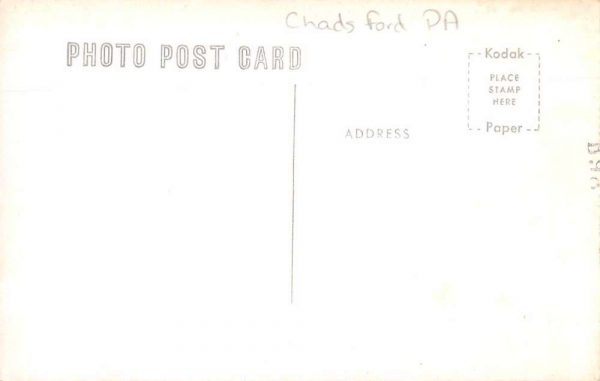 Chads Ford PA
PHOTO POST CARD
Kodak
PLACE
STAMP
HERE
Paper
ADDRESS